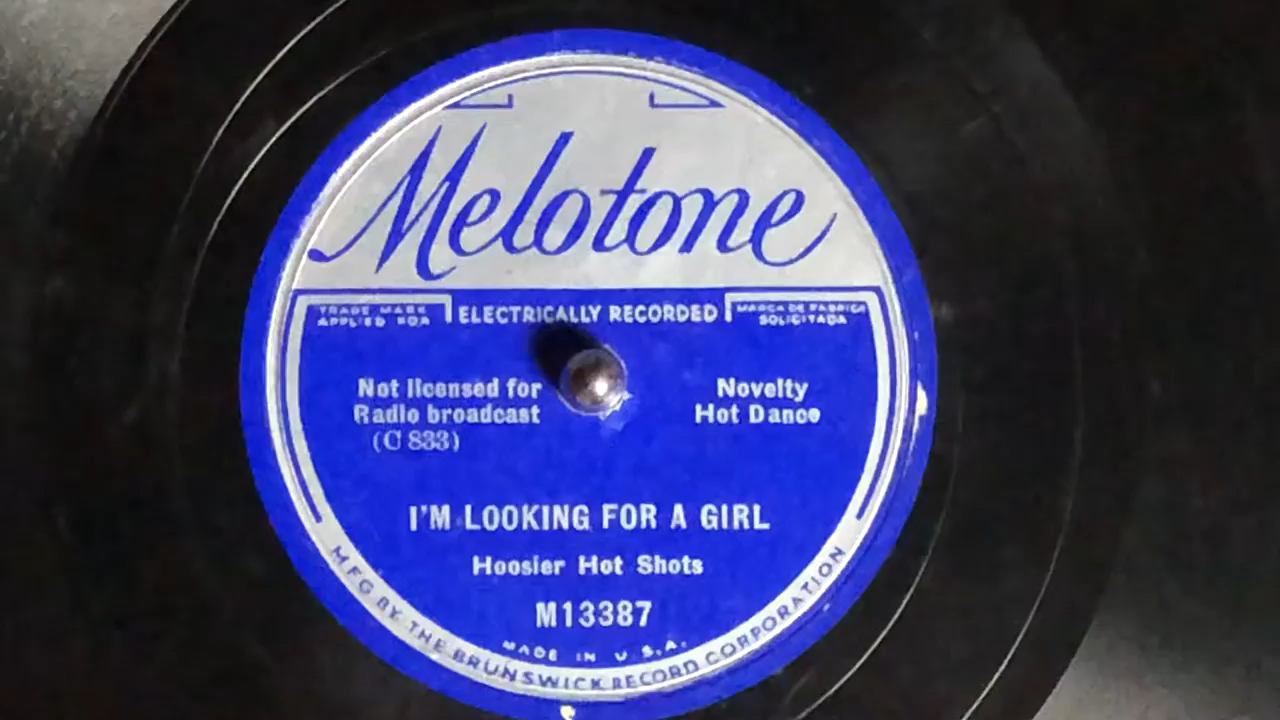 Melotone
TRADE MARK
APPLIED FOR
ELECTRICALLY RECORDED
MARCA DE FABRICA
SOLICITADA
Not licensed for
Radio broadcast
(C 833)
Novelty
Hot Dance
I'M LOOKING FOR A GIRL
Hoosier Hot Shots
M13387
MADE IN U.S.A.
MFG BY THE BRUNSWICK RECORD CORPORATION